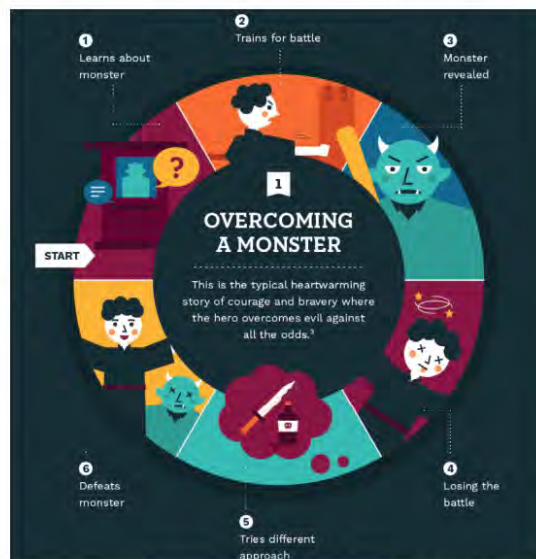 1
Learns about
monster
2
Trains for battle
3
Monster
revealed
?
START
1
OVERCOMING
A MONSTER
This is the typical heartwarming
story of courage and bravery where
the hero overcomes evil against
all the odds.³
4
Losing the
battle
5
Tries different
approach
6
Defeats
monster